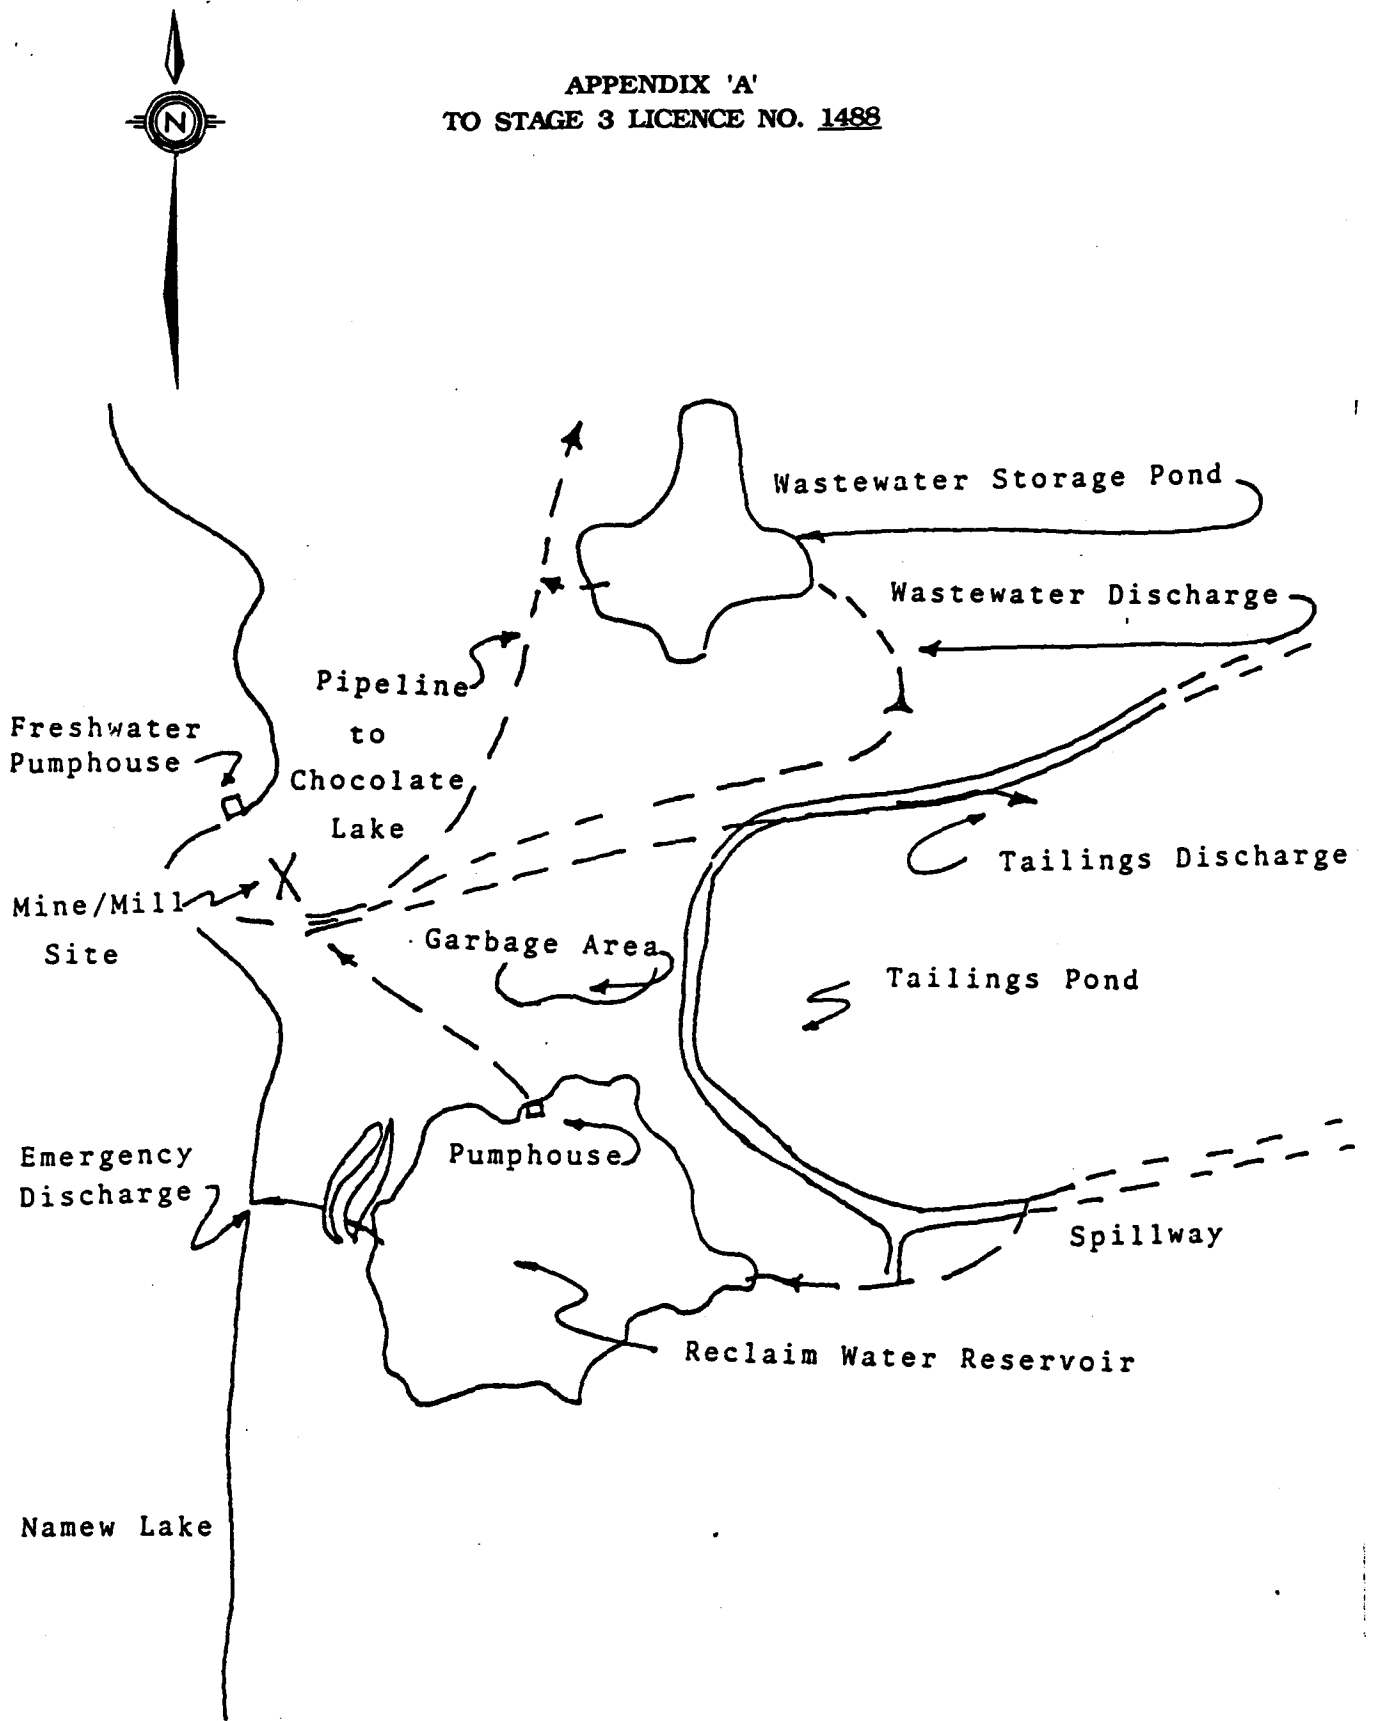 APPENDIX 'A'
TO STAGE 3 LICENCE NO. 1488
N
Wastewater Storage Pond
Wastewater Discharge
Pipeline
to
Chocolate
Lake
Freshwater
Pumphouse
Tailings Discharge
Mine/Mill
Site
Garbage Area
Tailings Pond
Emergency
Discharge
Pumphouse
Spillway
Reclaim Water Reservoir
Namew Lake